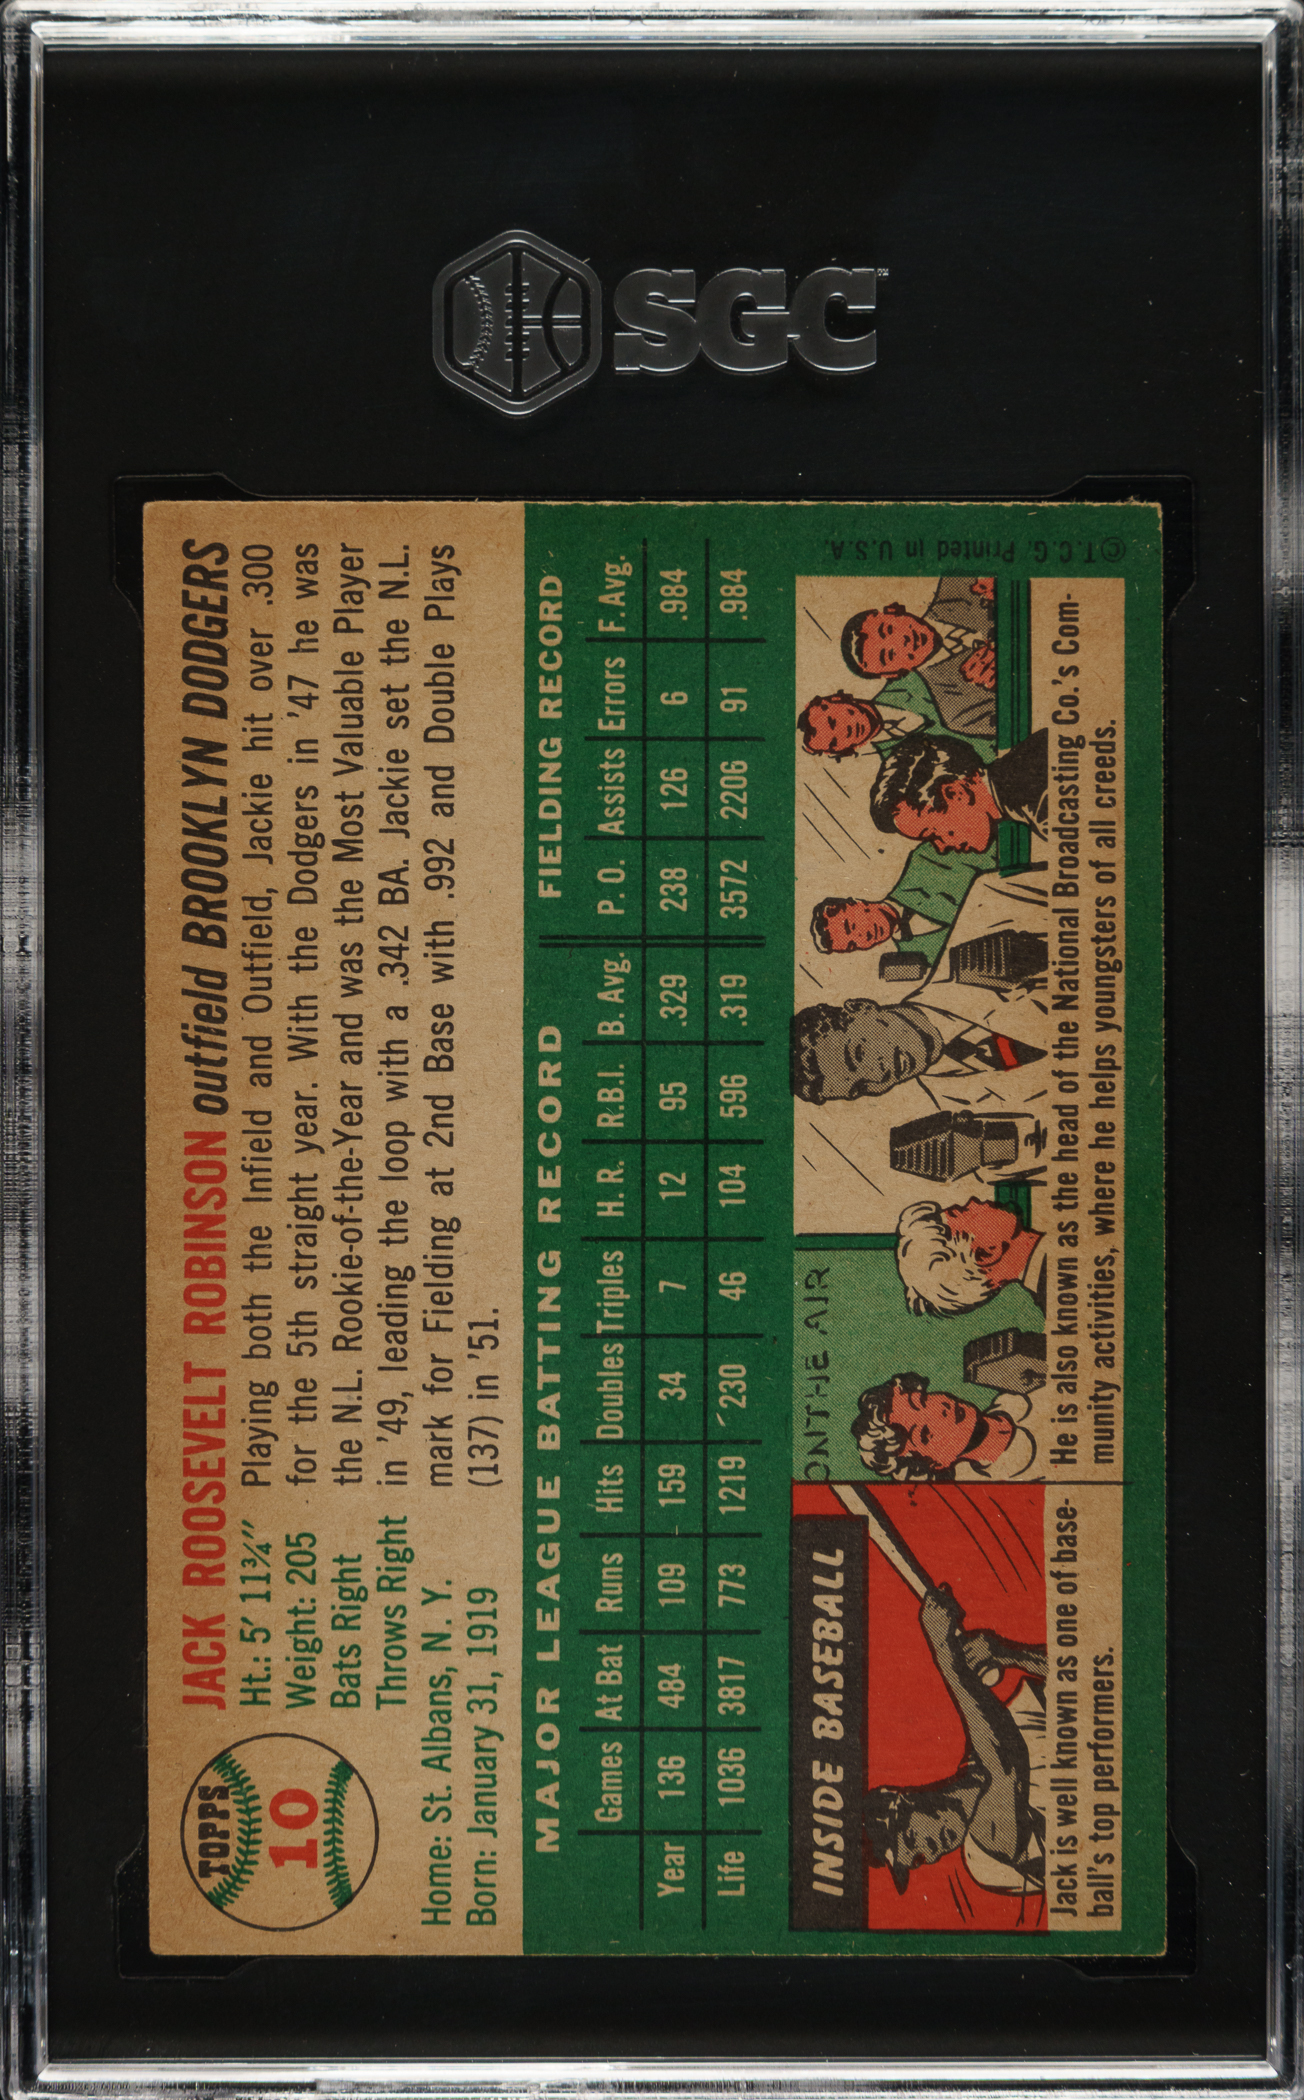 SGC
TOPPS
10
JACK ROOSEVELT ROBINSON outfield BROOKLYN DODGERS
Ht.: 5' 11¾"
Weight: 205
Bats Right
Throws Right
Home: St. Albans, N. Y.
Born: January 31, 1919
Playing both the Infield and Outfield, Jackie hit over .300
for the 5th straight year. With the Dodgers in '47 he was
the N.L. Rookie-of-the-Year and was the Most Valuable Player
in '49, leading the loop with a .342 BA. Jackie set the N.L.
mark for Fielding at 2nd Base with .992 and Double Plays
(137) in '51.
MAJOR LEAGUE BATTING RECORD FIELDING RECORD
Games At Bat Runs Hits Doubles Triples H. R. R.B.I. B. Avg. P. O. Assists Errors F. Avg.
Year 136 484 109 159 34 7 12 95 .329 238 126 6 .984
Life 1036 3817 773 1219 230 46 104 596 .319 3572 2206 91 .984
INSIDE BASEBALL
ON THE AIR
Jack is well known as one of base-
ball's top performers.
He is also known as the head of the National Broadcasting Co.'s Com-
munity activities, where he helps youngsters of all creeds.
© T.C.G. Printed in U.S.A.